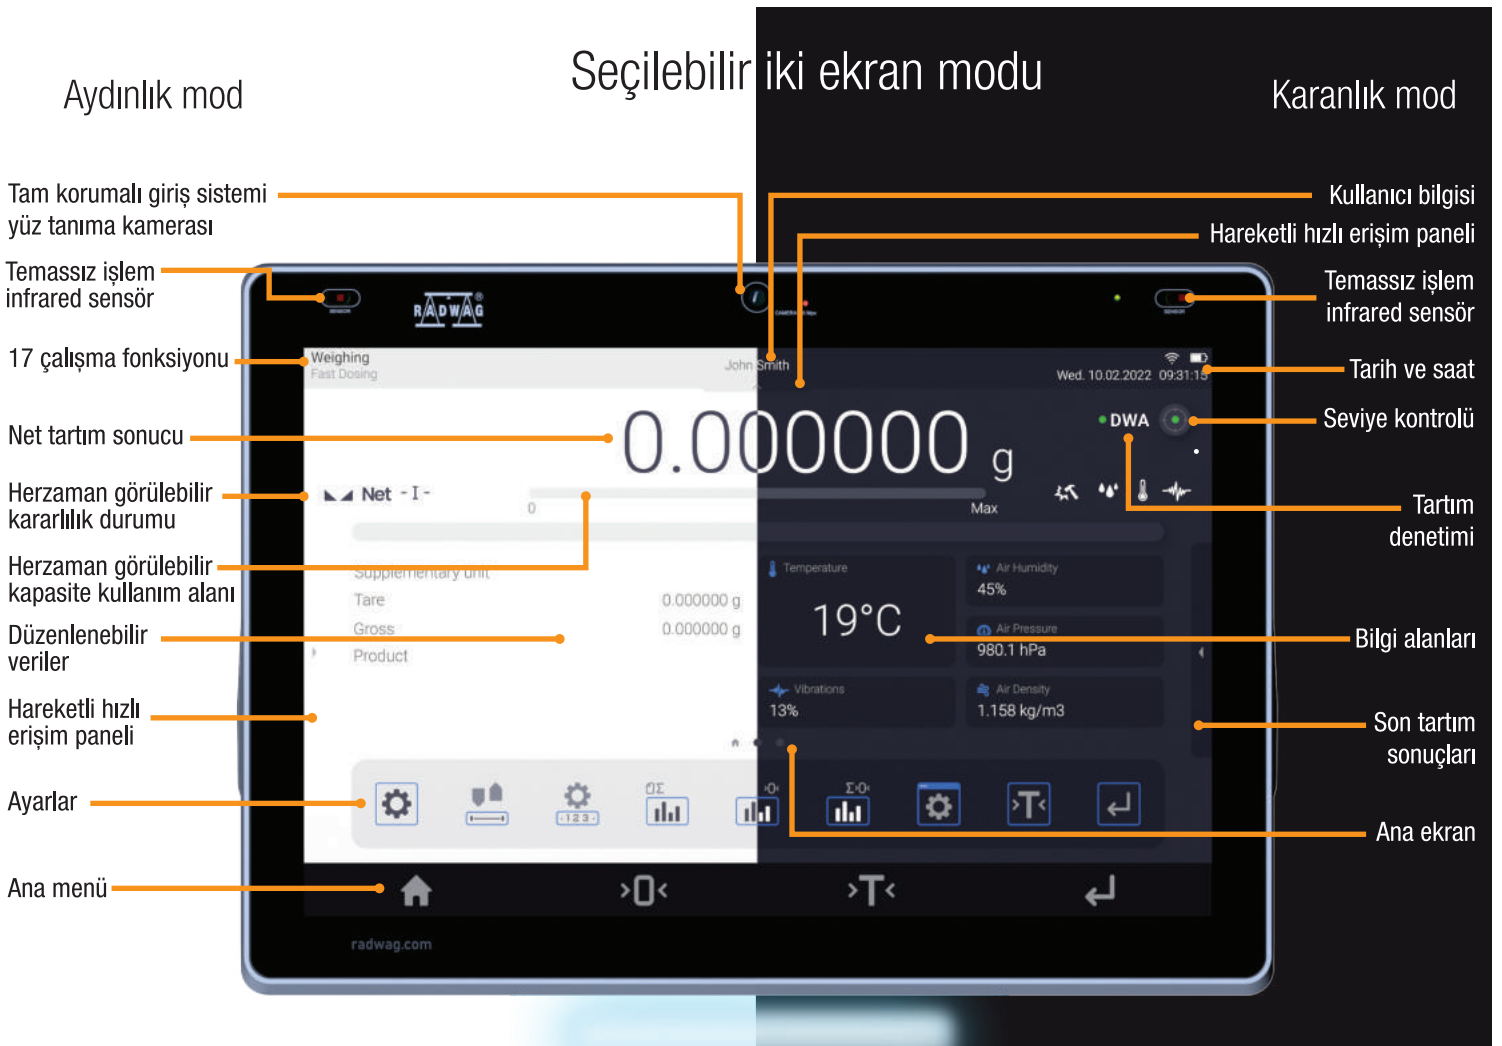 Seçilebilir iki ekran modu
Aydınlık mod
Karanlık mod
Tam korumalı giriş sistemi
yüz tanıma kamerası
Temassız işlem
infrared sensör
17 çalışma fonksiyonu
Net tartım sonucu
Herzaman görülebilir
kararlılık durumu
Herzaman görülebilir
kapasite kullanım alanı
Düzenlenebilir
veriler
Hareketli hızlı
erişim paneli
Ayarlar
Ana menü
Kullanıcı bilgisi
Hareketli hızlı erişim paneli
Temassız işlem
infrared sensör
Tarih ve saat
Seviye kontrolü
Tartım
denetimi
Bilgi alanları
Son tartım
sonuçları
Ana ekran
SENSOR
RADWAG®
SENSOR
Weighing
Fast Dosing
John Smith
Wed. 10.02.2022 09:31:15
0.000000 g
DWA
Net -I-
0
Max
Supplementary unit
Tare 0.000000 g
Gross 0.000000 g
Product
Temperature
19°C
Air Humidity
45%
Air Pressure
980.1 hPa
Vibrations
13%
Air Density
1.158 kg/m3
·123·
Σ
›0‹
Σ›0‹
›T‹
›0‹
›T‹
radwag.com